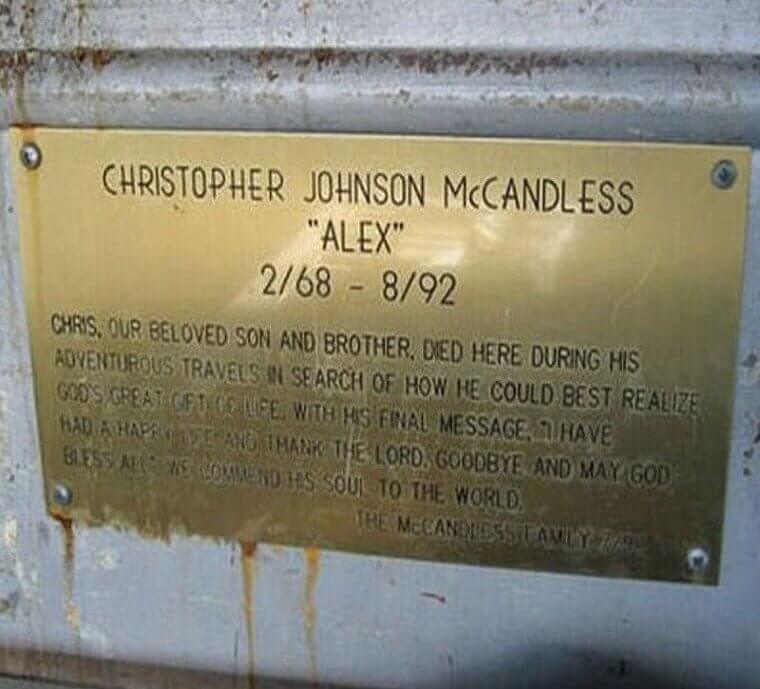 CHRISTOPHER JOHNSON McCANDLESS
"ALEX"
2/68 - 8/92
CHRIS, OUR BELOVED SON AND BROTHER, DIED HERE DURING HIS
ADVENTUROUS TRAVELS IN SEARCH OF HOW HE COULD BEST REALIZE
GOD'S GREAT GIFT OF LIFE. WITH HIS FINAL MESSAGE, "I HAVE
HAD A HAPPY LIFE AND THANK THE LORD. GOODBYE AND MAY GOD
BLESS ALL" WE COMMEND HIS SOUL TO THE WORLD.
THE McCANDLESS FAMILY